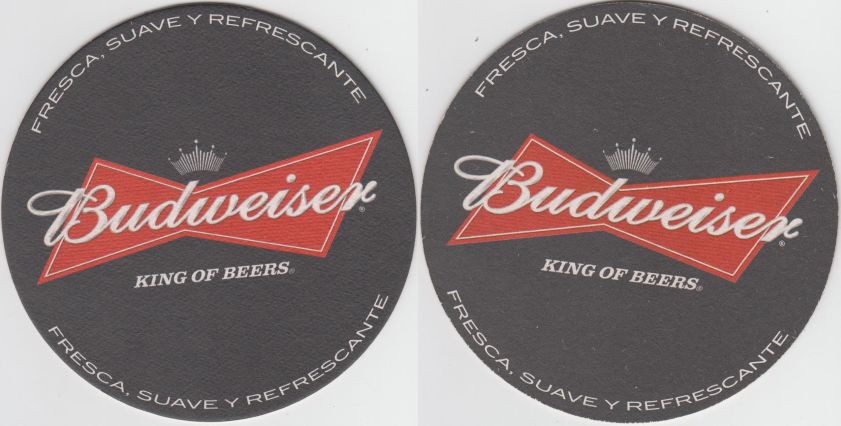 FRESCA, SUAVE Y REFRESCANTE
Budweiser®
KING OF BEERS®
FRESCA, SUAVE Y REFRESCANTE
FRESCA, SUAVE Y REFRESCANTE
Budweiser®
KING OF BEERS®
FRESCA, SUAVE Y REFRESCANTE